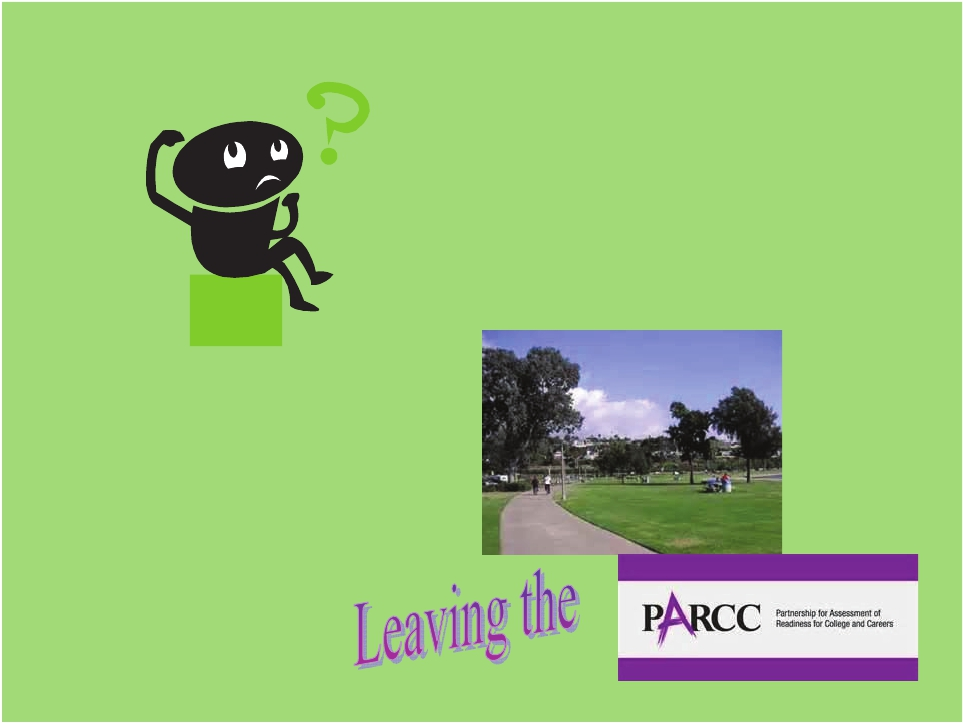 ?
Leaving the
PARCC
Partnership for Assessment of
Readiness for College and Careers